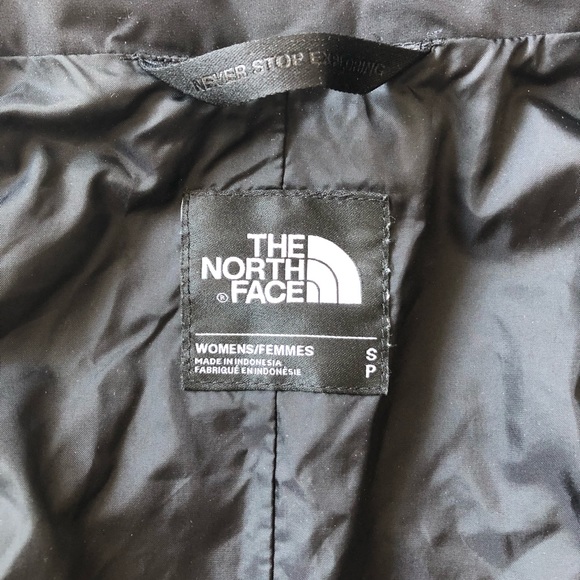 NEVER STOP EXPLORING
THE
NORTH
® FACE
WOMENS/FEMMES S
MADE IN INDONESIA
FABRIQUÉ EN INDONÉSIE P